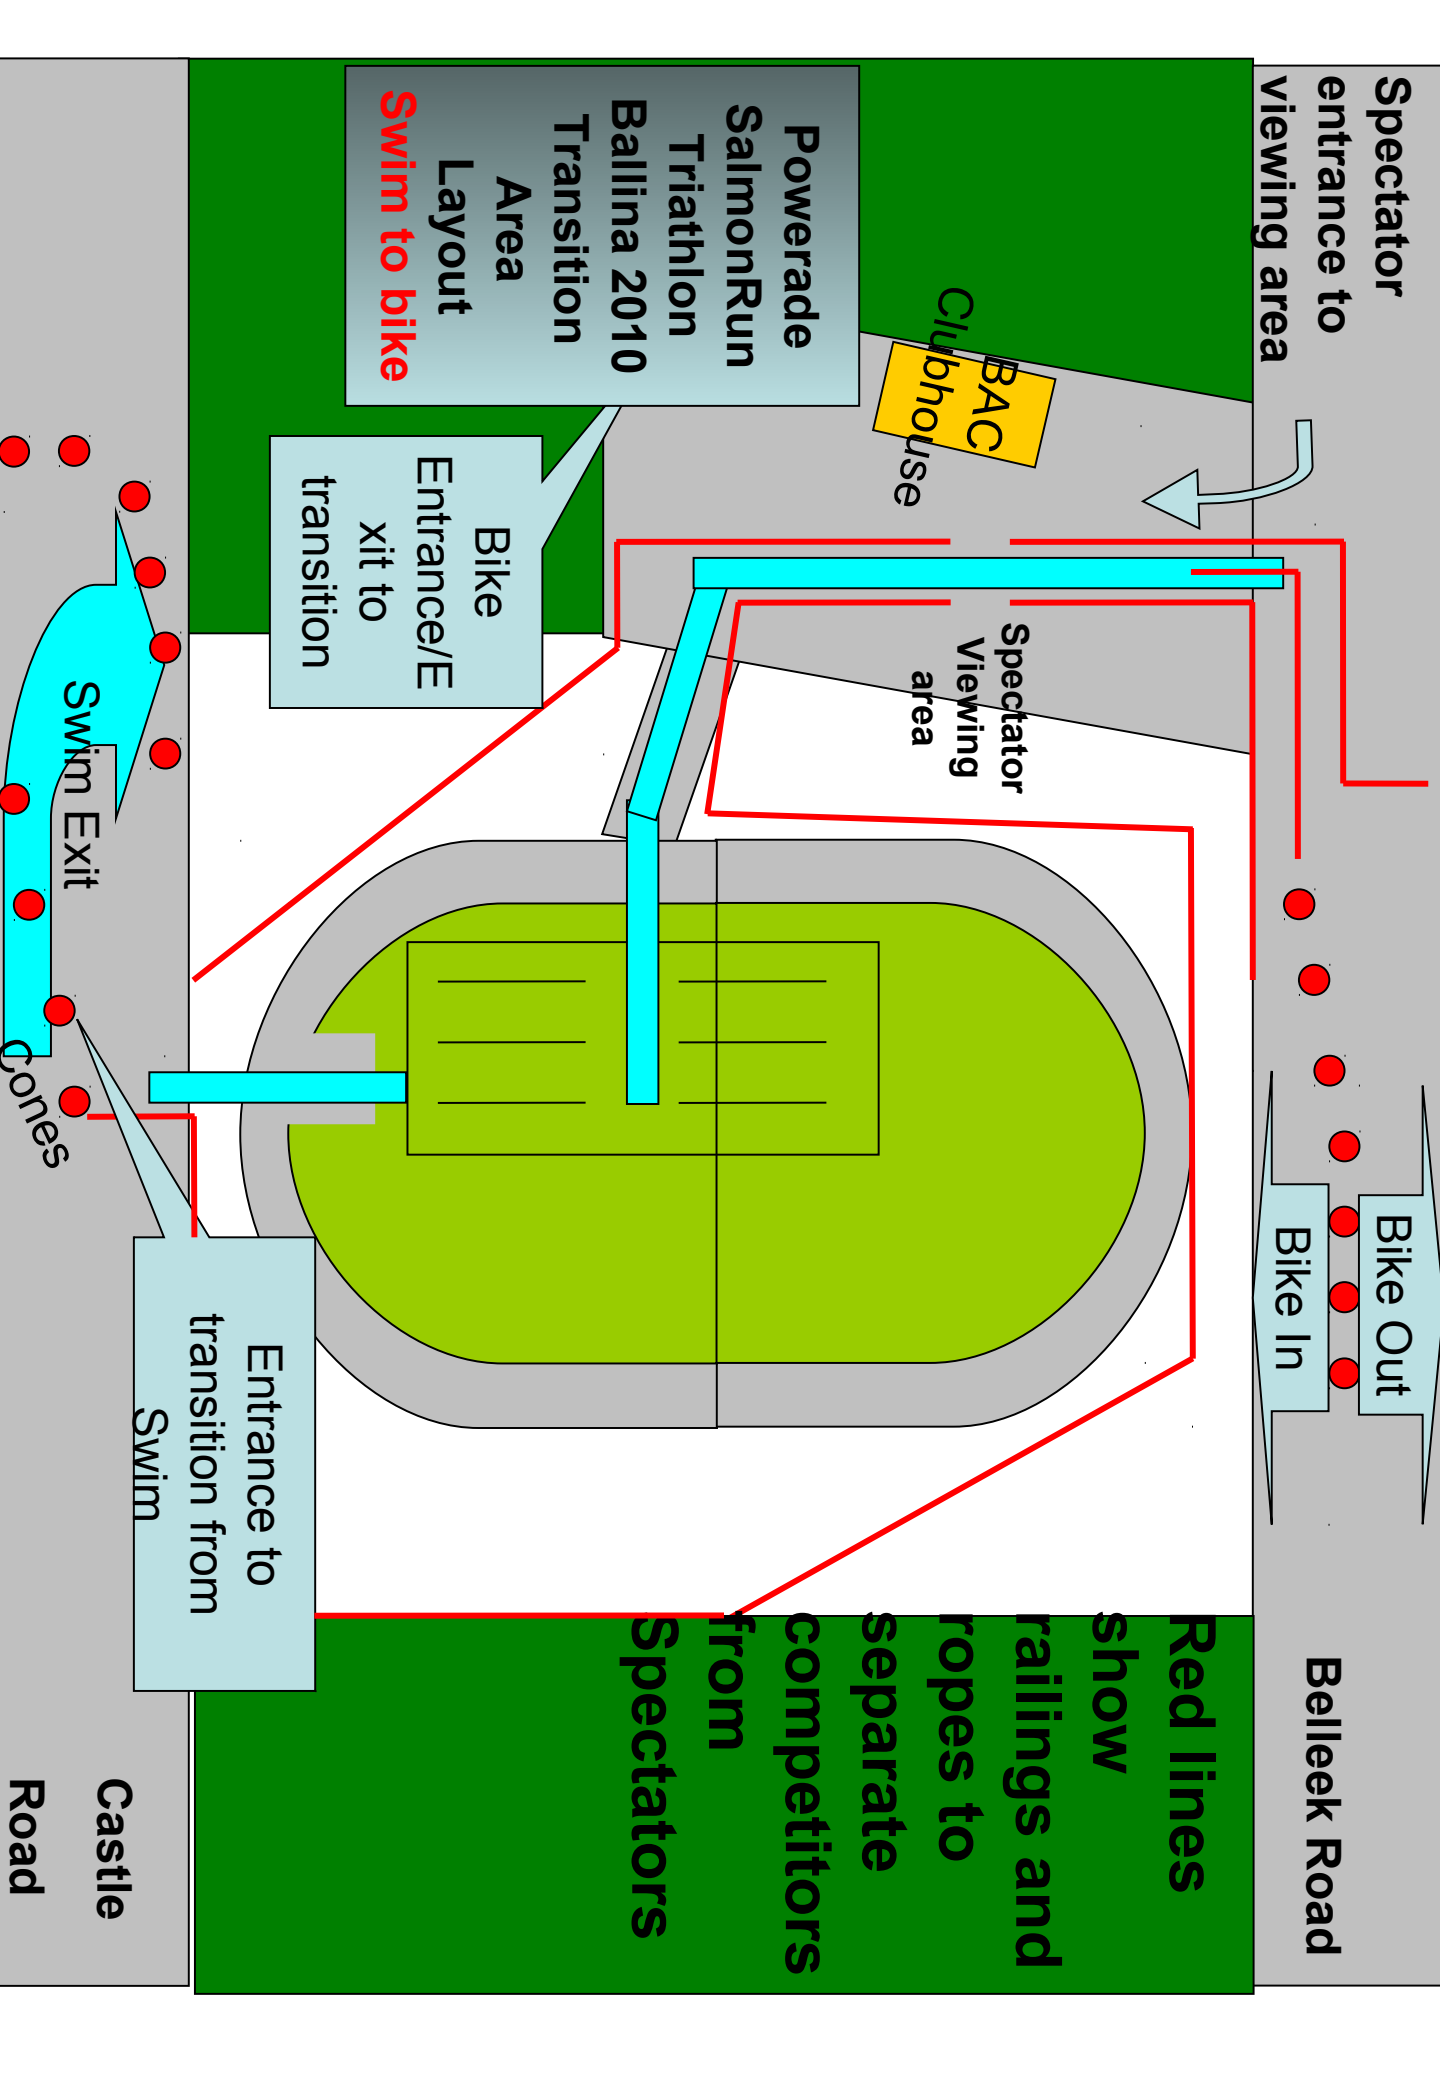 Spectator
entrance to
viewing area
Powerade
SalmonRun
Triathlon
Ballina 2010
Transition
Area
Layout
Swim to bike
BAC
Clubhouse
Bike
Entrance/E
xit to
transition
Spectator
Viewing
area
Swim Exit
Cones
Bike Out
Bike In
Entrance to
transition from
Swim
Red lines
show
railings and
ropes to
separate
competitors
from
Spectators
Belleek Road
Castle
Road